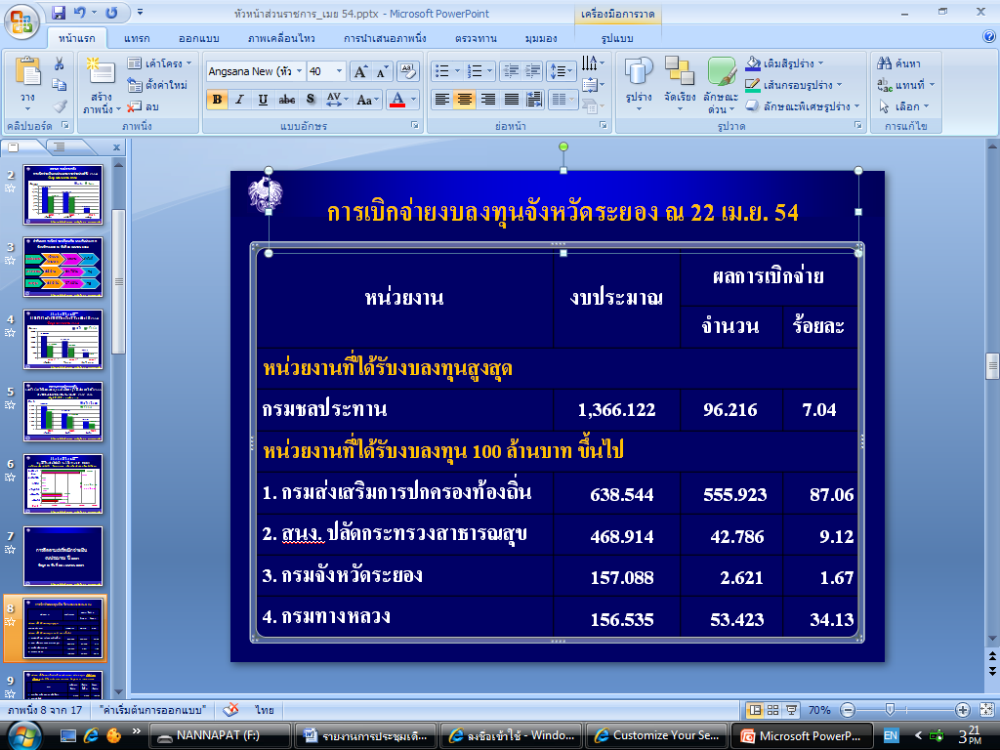 หัวหน้าส่วนราชการ_เมย 54.pptx - Microsoft PowerPoint
เครื่องมือการวาด
หน้าแรก แทรก ออกแบบ ภาพเคลื่อนไหว การนำเสนอภาพนิ่ง ตรวจทาน มุมมอง รูปแบบ
วาง
สร้างภาพนิ่ง
เค้าโครง
ตั้งค่าใหม่
ลบ
Angsana New (หัว 40
รูปร่าง
จัดเรียง
ลักษณะด่วน
เติมสีรูปร่าง
เส้นกรอบรูปร่าง
ลักษณะพิเศษรูปร่าง
ค้นหา
แทนที่
เลือก
คลิปบอร์ด ภาพนิ่ง แบบอักษร ย่อหน้า รูปวาด การแก้ไข
2
3
4
5
6
7
8
9
การเบิกจ่ายงบลงทุนจังหวัดระยอง ณ 22 เม.ย. 54
หน่วยงาน งบประมาณ ผลการเบิกจ่าย
จำนวน ร้อยละ
หน่วยงานที่ได้รับงบลงทุนสูงสุด
กรมชลประทาน 1,366.122 96.216 7.04
หน่วยงานที่ได้รับงบลงทุน 100 ล้านบาท ขึ้นไป
1. กรมส่งเสริมการปกครองท้องถิ่น 638.544 555.923 87.06
2. สนง. ปลัดกระทรวงสาธารณสุข 468.914 42.786 9.12
3. กรมจังหวัดระยอง 157.088 2.621 1.67
4. กรมทางหลวง 156.535 53.423 34.13
ภาพนิ่ง 8 จาก 17 "ค่าเริ่มต้นการออกแบบ" ไทย 70%
NANNAPAT (F:) รายงานการประชุมเดื... ลงชื่อเข้าใช้ - Windo... Customize Your Se... Microsoft PowerP... EN 3 21 PM